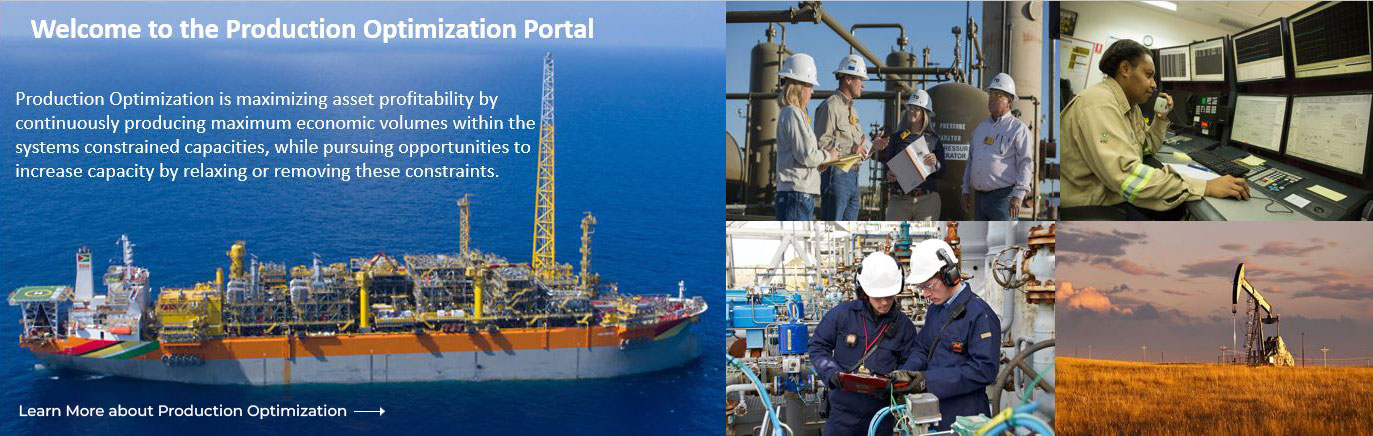 Welcome to the Production Optimization Portal
Production Optimization is maximizing asset profitability by
continuously producing maximum economic volumes within the
systems constrained capacities, while pursuing opportunities to
increase capacity by relaxing or removing these constraints.
Learn More about Production Optimization
PRESSURE